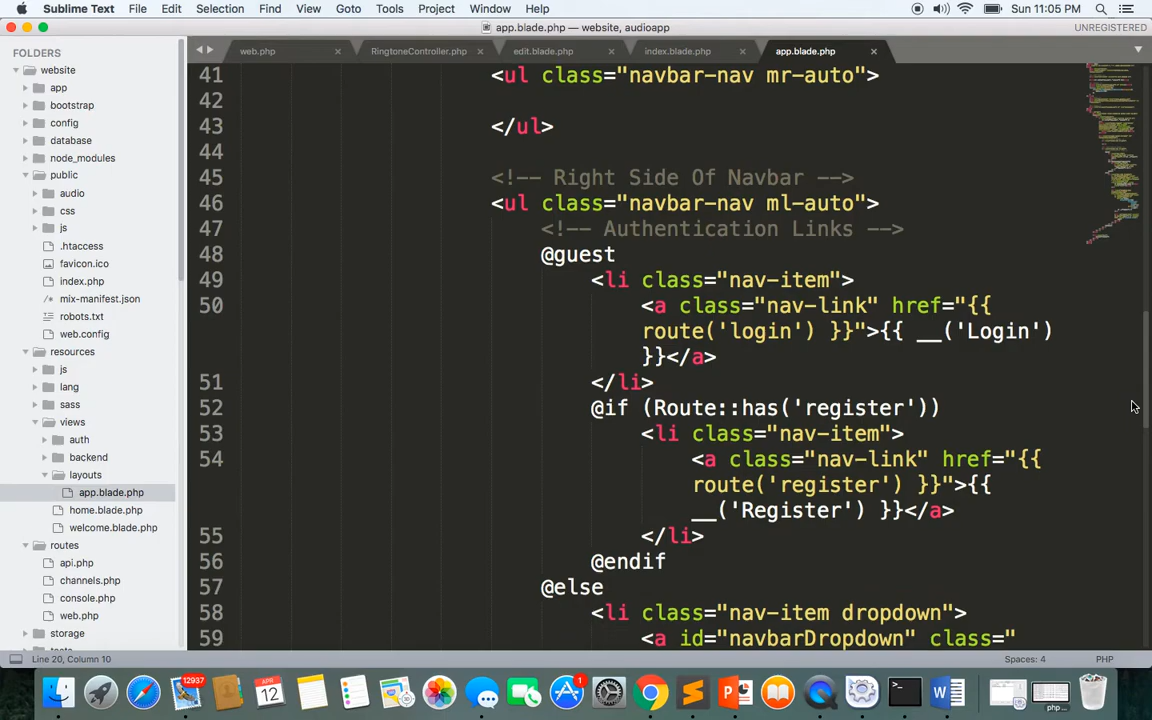 Sublime Text File Edit Selection Find View Goto Tools Project Window Help Sun 11:05 PM
app.blade.php — website, audioapp UNREGISTERED
FOLDERS
website
app
bootstrap
config
database
node_modules
public
audio
css
js
.htaccess
favicon.ico
index.php
mix-manifest.json
robots.txt
web.config
resources
js
lang
sass
views
auth
backend
layouts
app.blade.php
home.blade.php
welcome.blade.php
routes
api.php
channels.php
console.php
web.php
storage
tests
web.php RingtoneController.php edit.blade.php index.blade.php app.blade.php
41 <ul class="navbar-nav mr-auto">
42
43 </ul>
44
45 <!-- Right Side Of Navbar -->
46 <ul class="navbar-nav ml-auto">
47 <!-- Authentication Links -->
48 @guest
49 <li class="nav-item">
50 <a class="nav-link" href="{{
route('login') }}">{{ __('Login')
}}</a>
51 </li>
52 @if (Route::has('register'))
53 <li class="nav-item">
54 <a class="nav-link" href="{{
route('register') }}">{{
__('Register') }}</a>
55 </li>
56 @endif
57 @else
58 <li class="nav-item dropdown">
59 <a id="navbarDropdown" class="
Line 20, Column 10 Spaces: 4 PHP
12937
APR
12
1
php